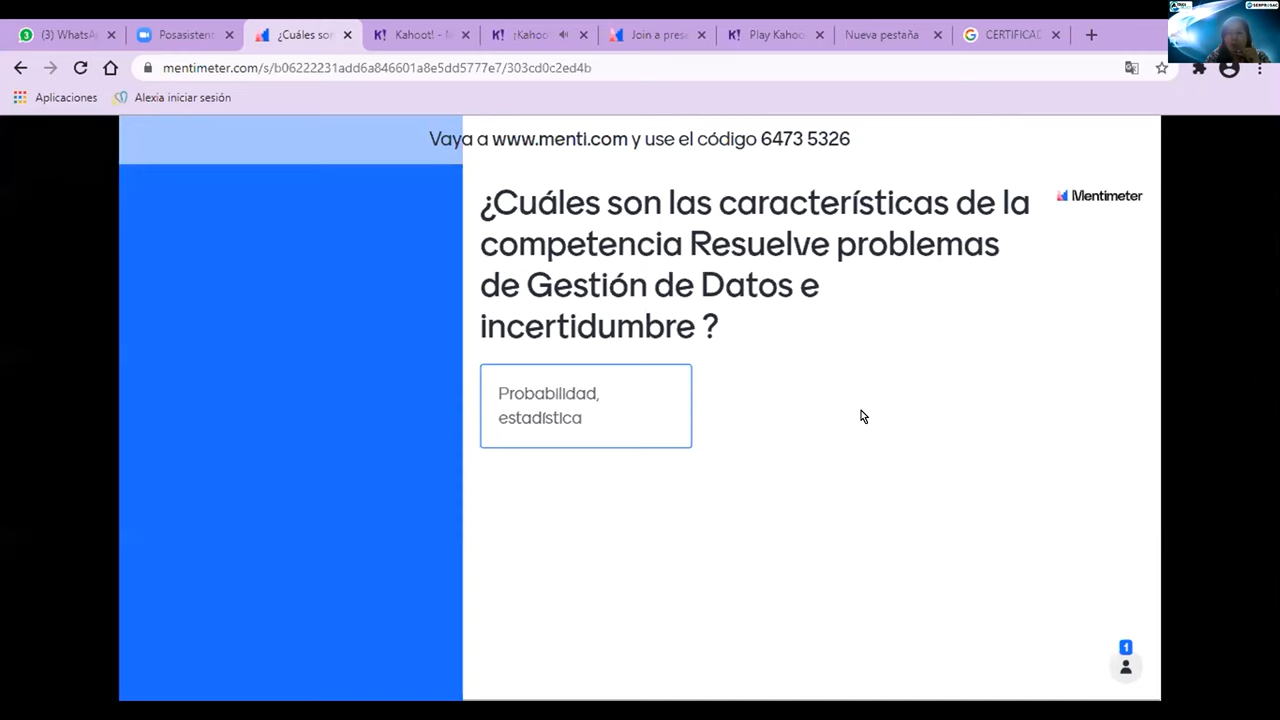 (3) WhatsA
Posasistent
¿Cuáles son
Kahoot! - M
¡Kahoo
Join a prese
Play Kahoo
Nueva pestaña
CERTIFICAD
mentimeter.com/s/b06222231add6a846601a8e5dd5777e7/303cd0c2ed4b
Aplicaciones
Alexia iniciar sesión
Vaya a www.menti.com y use el código 6473 5326
¿Cuáles son las características de la
competencia Resuelve problemas
de Gestión de Datos e
incertidumbre ?
Mentimeter
Probabilidad,
estadística
1